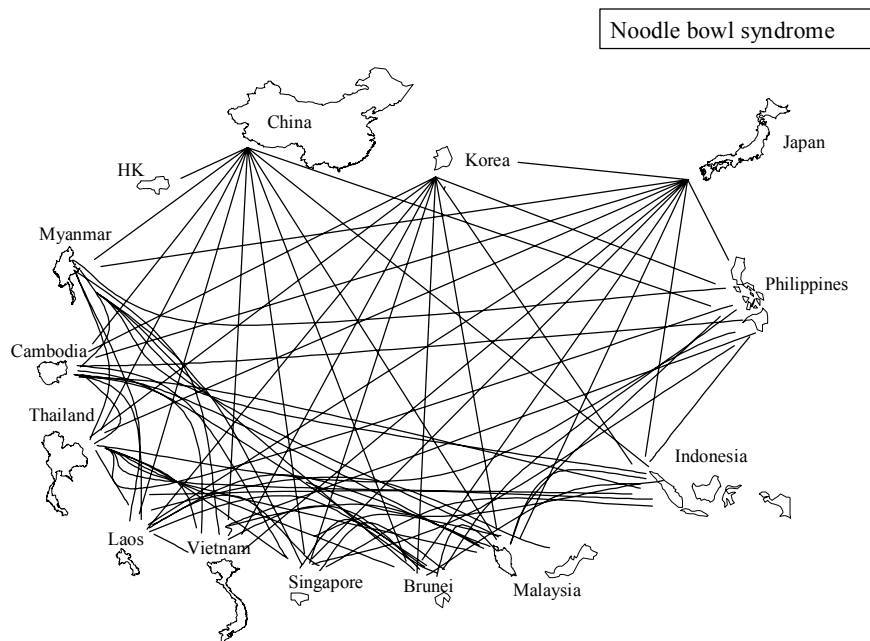 Noodle bowl syndrome
China
Korea
Japan
HK
Myanmar
Philippines
Cambodia
Thailand
Indonesia
Laos
Vietnam
Singapore
Brunei
Malaysia